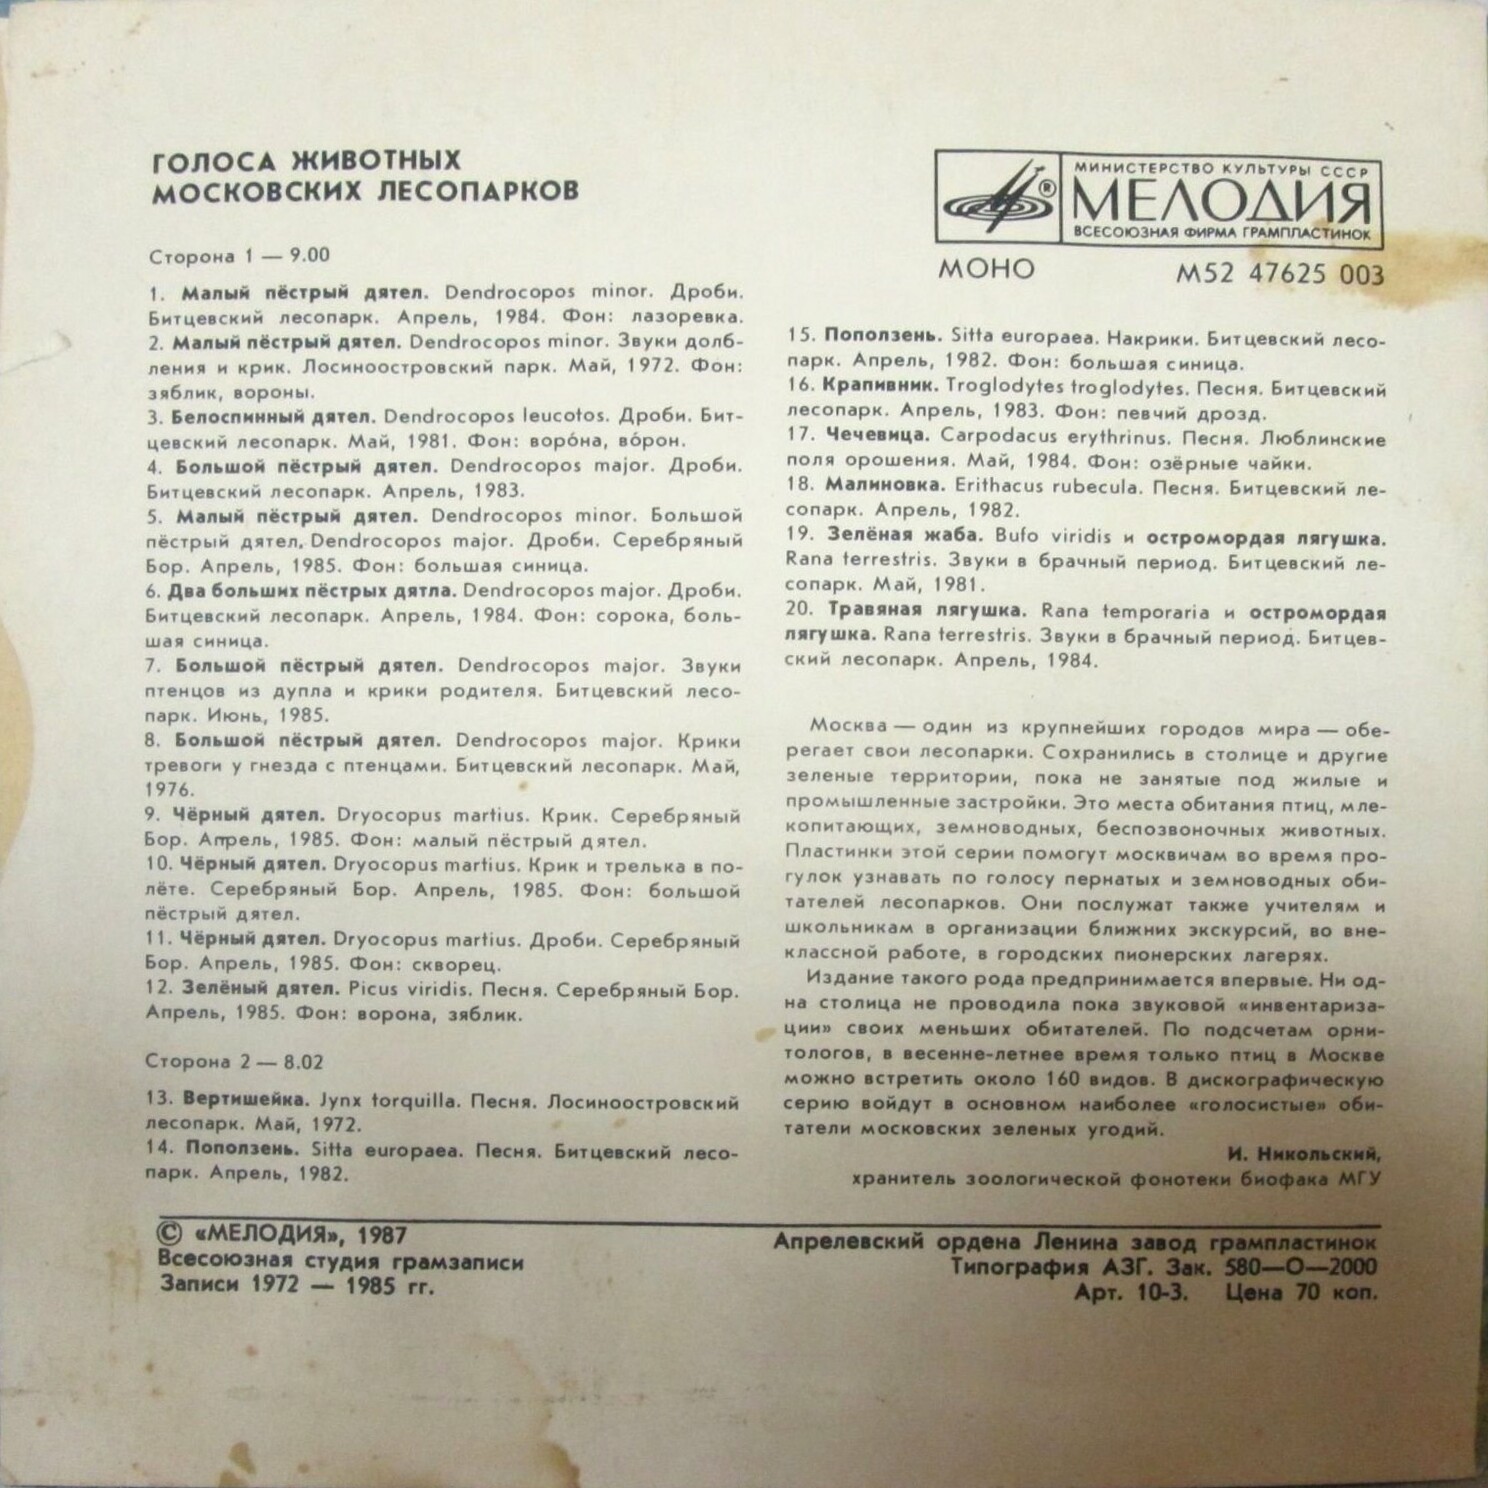 ГОЛОСА ЖИВОТНЫХ
МОСКОВСКИХ ЛЕСОПАРКОВ
Сторона 1 — 9.00
1. Малый пёстрый дятел. Dendrocopos minor. Дроби.
Битцевский лесопарк. Апрель, 1984. Фон: лазоревка.
2. Малый пёстрый дятел. Dendrocopos minor. Звуки долб-
ления и крик. Лосиноостровский парк. Май, 1972. Фон:
зяблик, вороны.
3. Белоспинный дятел. Dendrocopos leucotos. Дроби. Бит-
цевский лесопарк. Май, 1981. Фон: воро́на, во́рон.
4. Большой пёстрый дятел. Dendrocopos major. Дроби.
Битцевский лесопарк. Апрель, 1983.
5. Малый пёстрый дятел. Dendrocopos minor. Большой
пёстрый дятел. Dendrocopos major. Дроби. Серебряный
Бор. Апрель, 1985. Фон: большая синица.
6. Два больших пёстрых дятла. Dendrocopos major. Дроби.
Битцевский лесопарк. Апрель, 1984. Фон: сорока, боль-
шая синица.
7. Большой пёстрый дятел. Dendrocopos major. Звуки
птенцов из дупла и крики родителя. Битцевский лесо-
парк. Июнь, 1985.
8. Большой пёстрый дятел. Dendrocopos major. Крики
тревоги у гнезда с птенцами. Битцевский лесопарк. Май,
1976.
9. Чёрный дятел. Dryocopus martius. Крик. Серебряный
Бор. Апрель, 1985. Фон: малый пёстрый дятел.
10. Чёрный дятел. Dryocopus martius. Крик и трелька в по-
лёте. Серебряный Бор. Апрель, 1985. Фон: большой
пёстрый дятел.
11. Чёрный дятел. Dryocopus martius. Дроби. Серебряный
Бор. Апрель, 1985. Фон: скворец.
12. Зелёный дятел. Picus viridis. Песня. Серебряный Бор.
Апрель, 1985. Фон: ворона, зяблик.
Сторона 2 — 8.02
13. Вертишейка. Jynx torquilla. Песня. Лосиноостровский
лесопарк. Май, 1972.
14. Поползень. Sitta europaea. Песня. Битцевский лесо-
парк. Апрель, 1982.
МИНИСТЕРСТВО КУЛЬТУРЫ СССР
®
МЕЛОДИЯ
ВСЕСОЮЗНАЯ ФИРМА ГРАМПЛАСТИНОК
МОНО М52 47625 003
15. Поползень. Sitta europaea. Накрики. Битцевский лесо-
парк. Апрель, 1982. Фон: большая синица.
16. Крапивник. Troglodytes troglodytes. Песня. Битцевский
лесопарк. Апрель, 1983. Фон: певчий дрозд.
17. Чечевица. Carpodacus erythrinus. Песня. Люблинские
поля орошения. Май, 1984. Фон: озёрные чайки.
18. Малиновка. Erithacus rubecula. Песня. Битцевский ле-
сопарк. Апрель, 1982.
19. Зелёная жаба. Bufo viridis и остромордая лягушка.
Rana terrestris. Звуки в брачный период. Битцевский ле-
сопарк. Май, 1981.
20. Травяная лягушка. Rana temporaria и остромордая
лягушка. Rana terrestris. Звуки в брачный период. Битцев-
ский лесопарк. Апрель, 1984.
Москва — один из крупнейших городов мира — обе-
регает свои лесопарки. Сохранились в столице и другие
зеленые территории, пока не занятые под жилые и
промышленные застройки. Это места обитания птиц, мле-
копитающих, земноводных, беспозвоночных животных.
Пластинки этой серии помогут москвичам во время про-
гулок узнавать по голосу пернатых и земноводных оби-
тателей лесопарков. Они послужат также учителям и
школьникам в организации ближних экскурсий, во вне-
классной работе, в городских пионерских лагерях.
Издание такого рода предпринимается впервые. Ни од-
на столица не проводила пока звуковой «инвентариза-
ции» своих меньших обитателей. По подсчетам орни-
тологов, в весенне-летнее время только птиц в Москве
можно встретить около 160 видов. В дискографическую
серию войдут в основном наиболее «голосистые» оби-
татели московских зеленых угодий.
И. Никольский,
хранитель зоологической фонотеки биофака МГУ
© «МЕЛОДИЯ», 1987
Всесоюзная студия грамзаписи
Записи 1972 — 1985 гг.
Апрелевский ордена Ленина завод грампластинок
Типография АЗГ. Зак. 580—О—2000
Арт. 10-3. Цена 70 коп.